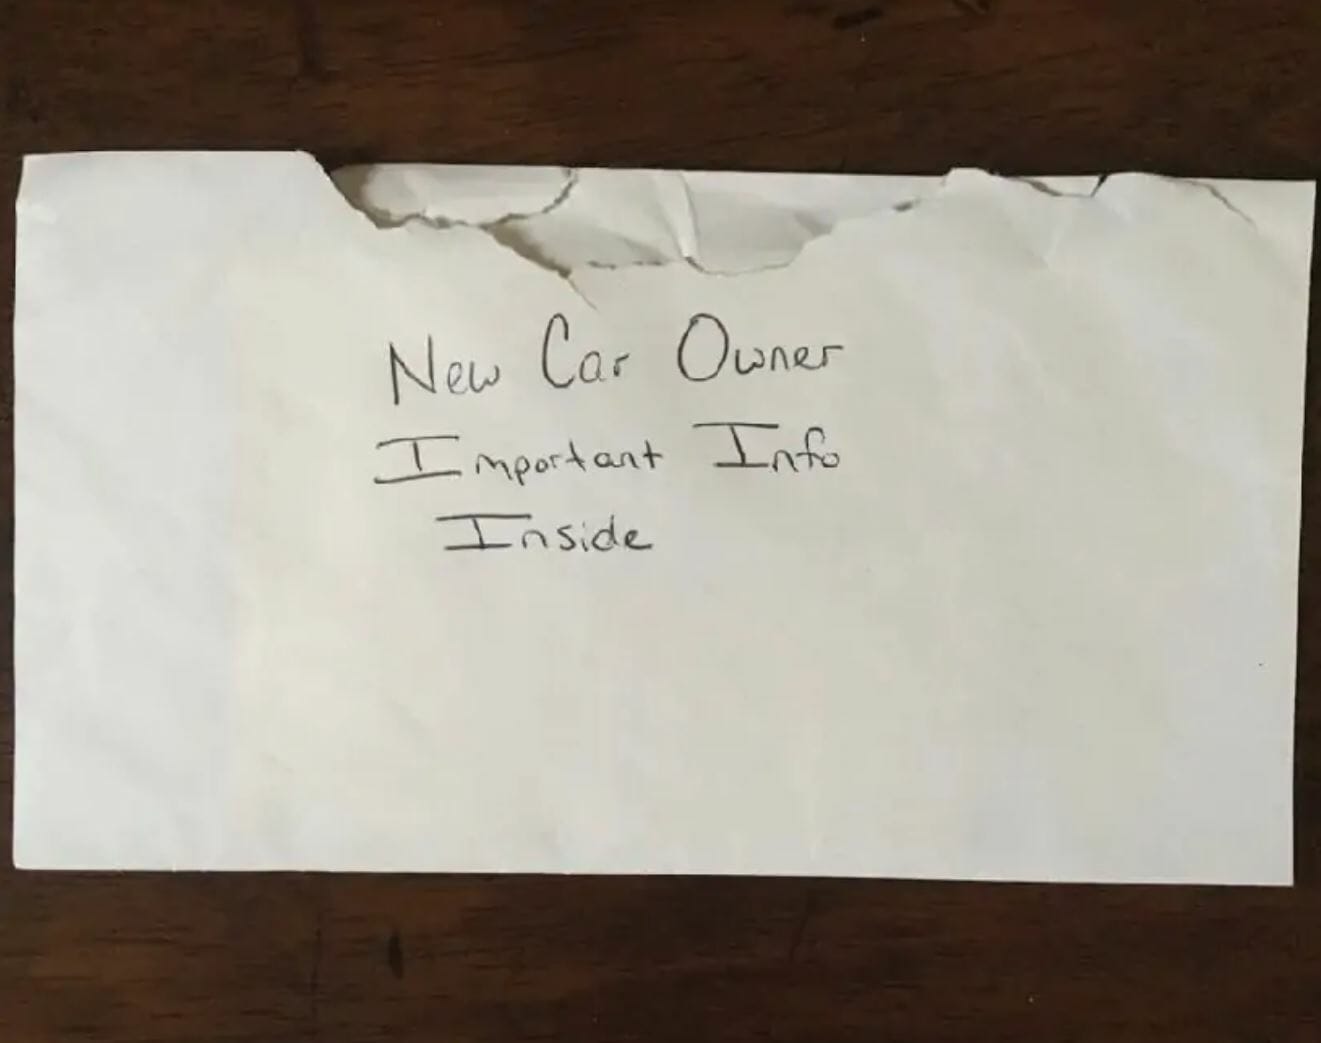 New Car Owner
Important Info
Inside